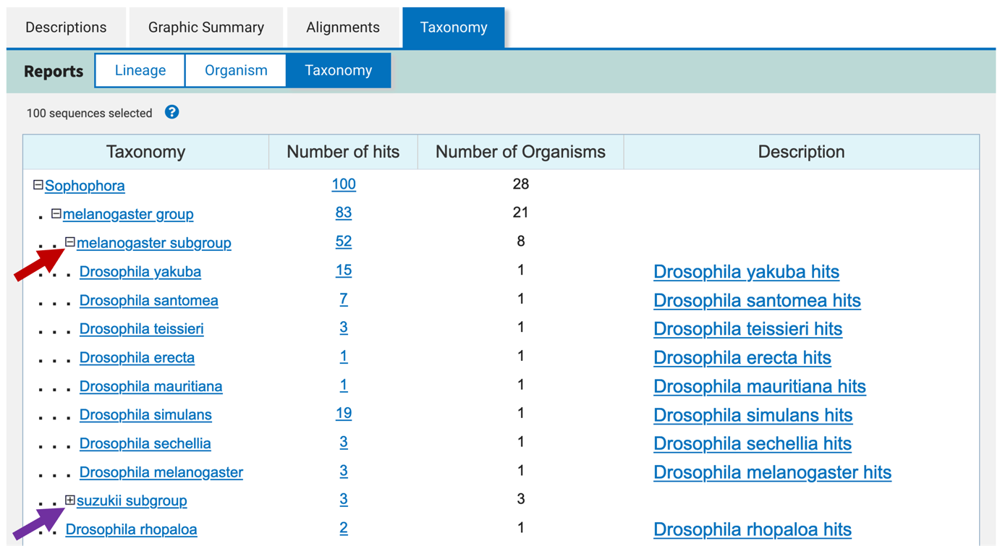 Descriptions Graphic Summary Alignments Taxonomy
Reports Lineage Organism Taxonomy
100 sequences selected ?
Taxonomy Number of hits Number of Organisms Description
Sophophora 100 28
. melanogaster group 83 21
. . melanogaster subgroup 52 8
. . . Drosophila yakuba 15 1 Drosophila yakuba hits
. . . Drosophila santomea 7 1 Drosophila santomea hits
. . . Drosophila teissieri 3 1 Drosophila teissieri hits
. . . Drosophila erecta 1 1 Drosophila erecta hits
. . . Drosophila mauritiana 1 1 Drosophila mauritiana hits
. . . Drosophila simulans 19 1 Drosophila simulans hits
. . . Drosophila sechellia 3 1 Drosophila sechellia hits
. . . Drosophila melanogaster 3 1 Drosophila melanogaster hits
. . suzukii subgroup 3 3
. . Drosophila rhopaloa 2 1 Drosophila rhopaloa hits